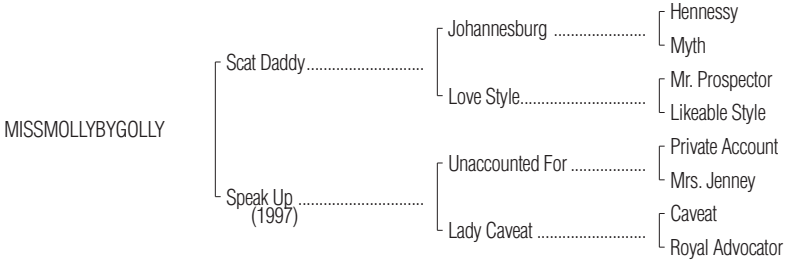 Hennessy
Johannesburg ......................
Myth
Scat Daddy............................
Mr. Prospector
Love Style..............................
Likeable Style
MISSMOLLYBYGOLLY
Private Account
Unaccounted For ..................
Mrs. Jenney
Speak Up ..............................
(1997)
Caveat
Lady Caveat ..........................
Royal Advocator